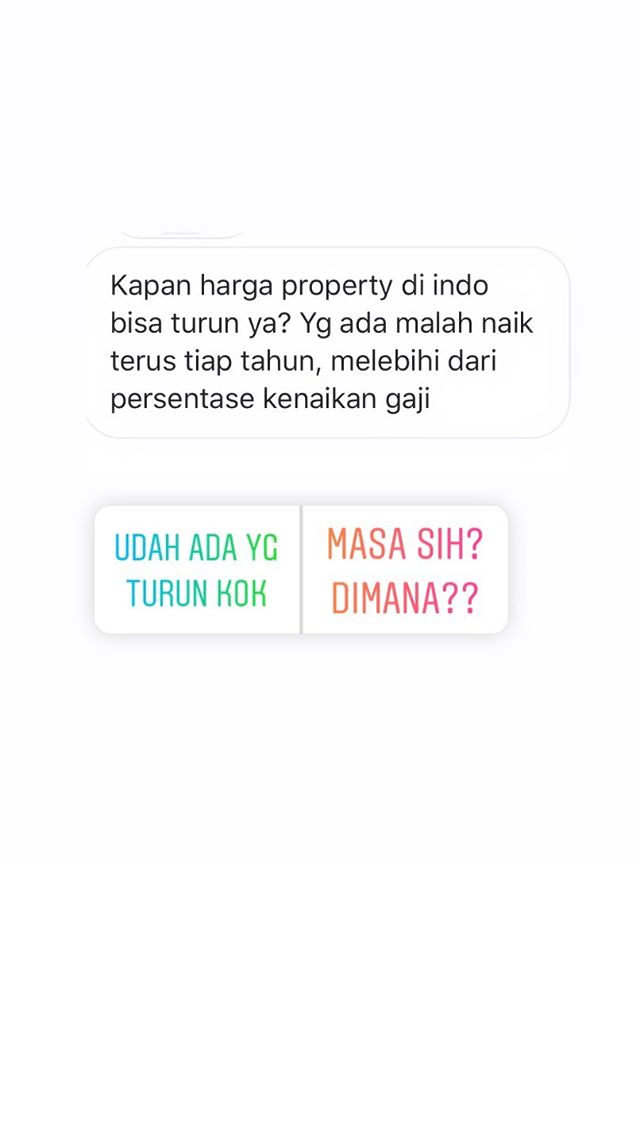 Kapan harga property di indo
bisa turun ya? Yg ada malah naik
terus tiap tahun, melebihi dari
persentase kenaikan gaji
UDAH ADA YG
TURUN KOK
MASA SIH?
DIMANA??